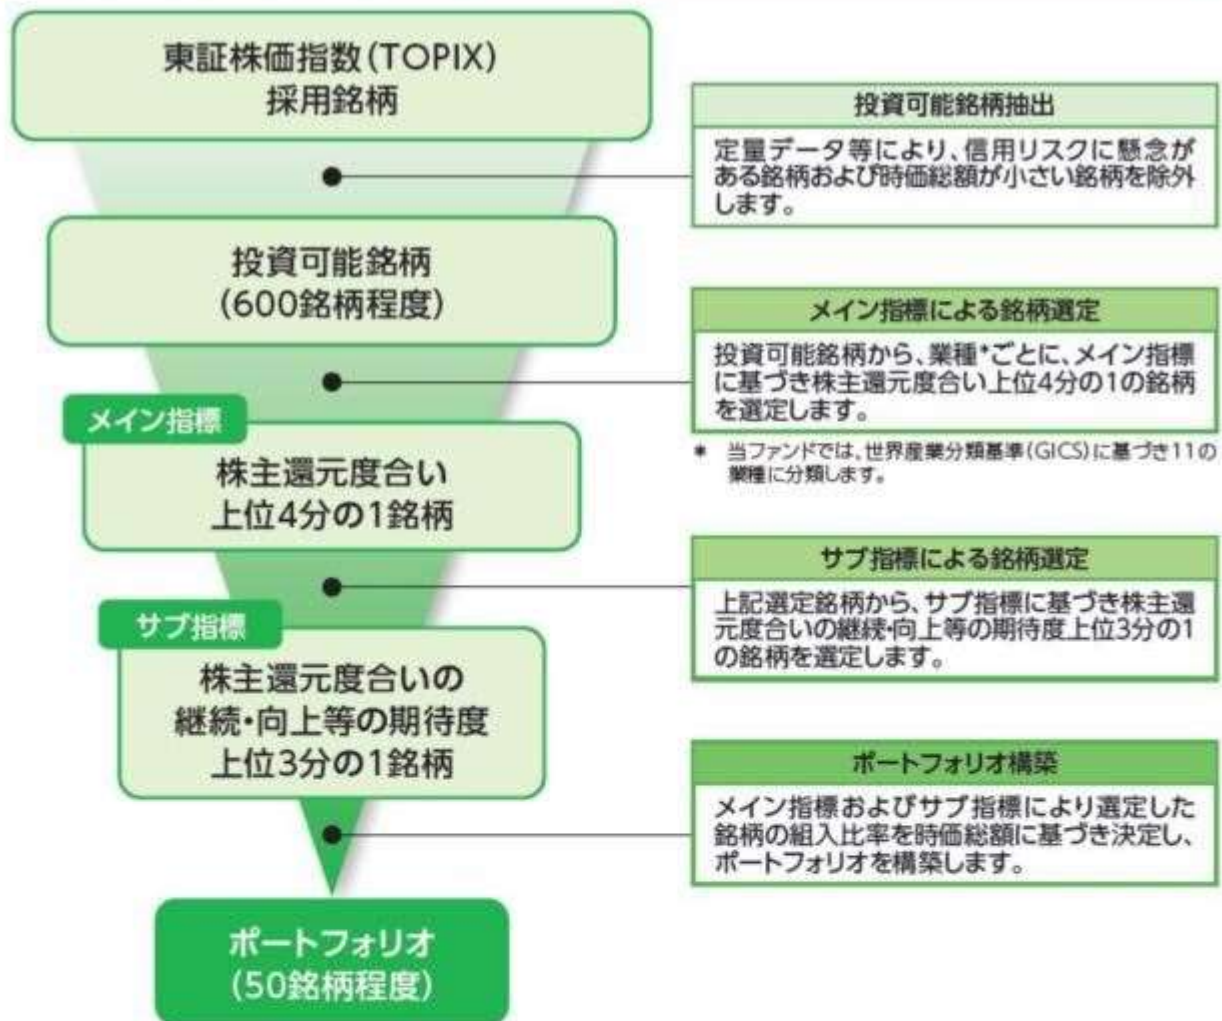 東証株価指数(TOPIX)
採用銘柄
投資可能銘柄抽出
定量データ等により、信用リスクに懸念が
ある銘柄および時価総額が小さい銘柄を除外
します。
投資可能銘柄
(600銘柄程度)
メイン指標による銘柄選定
投資可能銘柄から、業種*ごとに、メイン指標
に基づき株主還元度合い上位4分の1の銘柄
を選定します。
* 当ファンドでは、世界産業分類基準(GICS)に基づき11の
業種に分類します。
メイン指標
株主還元度合い
上位4分の1銘柄
サブ指標による銘柄選定
上記選定銘柄から、サブ指標に基づき株主還
元度合いの継続・向上等の期待度上位3分の1
の銘柄を選定します。
サブ指標
株主還元度合いの
継続・向上等の期待度
上位3分の1銘柄
ポートフォリオ構築
メイン指標およびサブ指標により選定した
銘柄の組入比率を時価総額に基づき決定し、
ポートフォリオを構築します。
ポートフォリオ
(50銘柄程度)